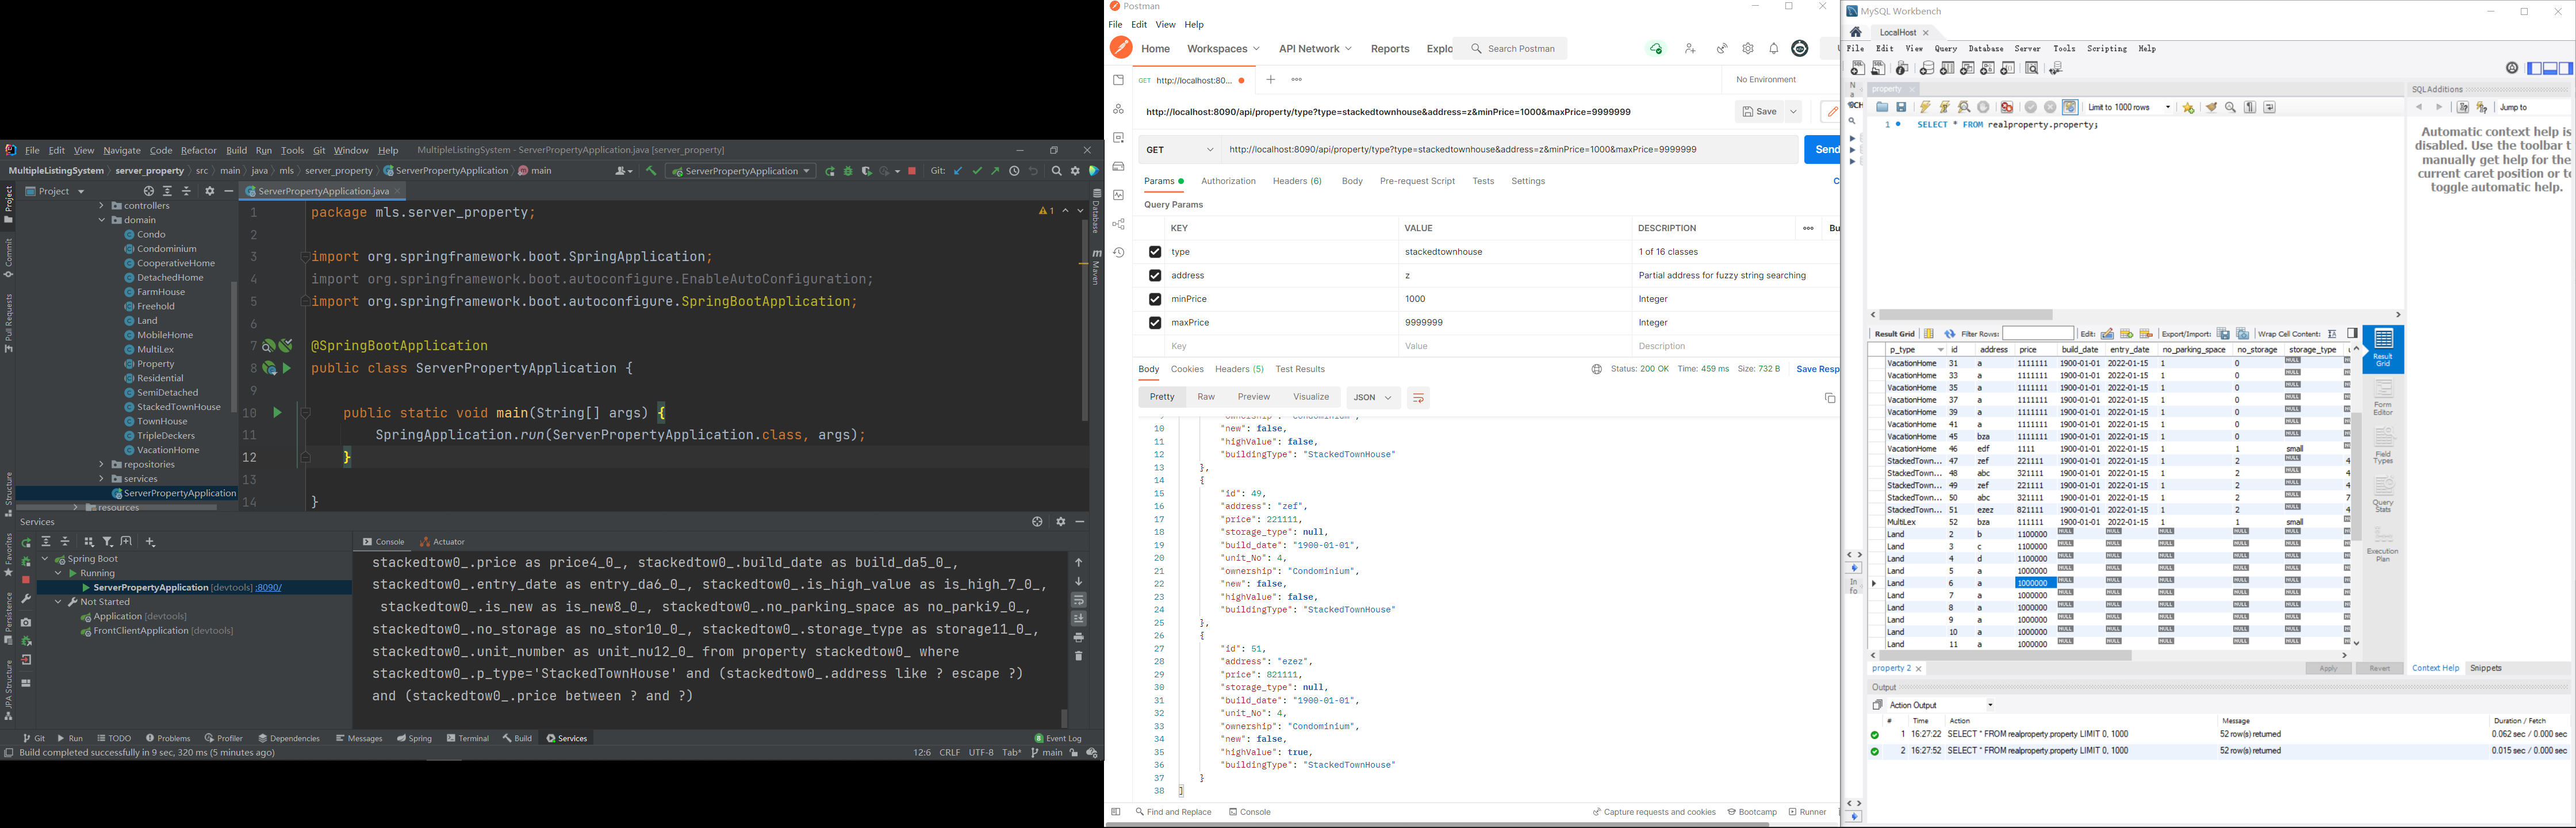 File Edit View Navigate Code Refactor Build Run Tools Git Window Help MultipleListingSystem - ServerPropertyApplication.java [server_property]
MultipleListingSystem server_property src main java mls server_property ServerPropertyApplication main ServerPropertyApplication Git:
Project ServerPropertyApplication.java
controllers
domain
Condo
Condominium
CooperativeHome
DetachedHome
FarmHouse
Freehold
Land
MobileHome
MultiLex
Property
Residential
SemiDetached
StackedTownHouse
TownHouse
TripleDeckers
VacationHome
repositories
services
ServerPropertyApplication
resources
Project
Commit
Pull Requests
Structure
Favorites
Persistence
JPA Structure
Database
Maven
1 package mls.server_property;
2
3 import org.springframework.boot.SpringApplication;
4 import org.springframework.boot.autoconfigure.EnableAutoConfiguration;
5 import org.springframework.boot.autoconfigure.SpringBootApplication;
6
7 @SpringBootApplication
8 public class ServerPropertyApplication {
9
10 public static void main(String[] args) {
11 SpringApplication.run(ServerPropertyApplication.class, args);
12 }
13
14 }
1
Services
Console Actuator
Spring Boot
Running
ServerPropertyApplication [devtools] :8090/
Not Started
Application [devtools]
FrontClientApplication [devtools]
stackedtow0_.price as price4_0_, stackedtow0_.build_date as build_da5_0_,
stackedtow0_.entry_date as entry_da6_0_, stackedtow0_.is_high_value as is_high_7_0_,
stackedtow0_.is_new as is_new8_0_, stackedtow0_.no_parking_space as no_parki9_0_,
stackedtow0_.no_storage as no_stor10_0_, stackedtow0_.storage_type as storage11_0_,
stackedtow0_.unit_number as unit_nu12_0_ from property stackedtow0_ where
stackedtow0_.p_type='StackedTownHouse' and (stackedtow0_.address like ? escape ?)
and (stackedtow0_.price between ? and ?)
Git Run TODO Problems Profiler Dependencies Messages Spring Terminal Build Services Event Log
Build completed successfully in 9 sec, 320 ms (5 minutes ago) 12:6 CRLF UTF-8 Tab* main
Postman
File Edit View Help
Home Workspaces API Network Reports Explo Search Postman
GET http://localhost:80... No Environment
http://localhost:8090/api/property/type?type=stackedtownhouse&address=z&minPrice=1000&maxPrice=9999999 Save
GET http://localhost:8090/api/property/type?type=stackedtownhouse&address=z&minPrice=1000&maxPrice=9999999 Send
Params Authorization Headers (6) Body Pre-request Script Tests Settings C
Query Params
KEY VALUE DESCRIPTION Bu
type stackedtownhouse 1 of 16 classes
address z Partial address for fuzzy string searching
minPrice 1000 Integer
maxPrice 9999999 Integer
Key Value Description
Body Cookies Headers (5) Test Results Status: 200 OK Time: 459 ms Size: 732 B Save Resp
Pretty Raw Preview Visualize JSON
9 "ownership": "Condominium",
10 "new": false,
11 "highValue": false,
12 "buildingType": "StackedTownHouse"
13 },
14 {
15 "id": 49,
16 "address": "zef",
17 "price": 221111,
18 "storage_type": null,
19 "build_date": "1900-01-01",
20 "unit_No": 4,
21 "ownership": "Condominium",
22 "new": false,
23 "highValue": false,
24 "buildingType": "StackedTownHouse"
25 },
26 {
27 "id": 51,
28 "address": "ezez",
29 "price": 821111,
30 "storage_type": null,
31 "build_date": "1900-01-01",
32 "unit_No": 4,
33 "ownership": "Condominium",
34 "new": false,
35 "highValue": true,
36 "buildingType": "StackedTownHouse"
37 }
38 ]
Find and Replace Console Capture requests and cookies Bootcamp Runner
MySQL Workbench
LocalHost
File Edit View Query Database Server Tools Scripting Help
property
Limit to 1000 rows
1 SELECT * FROM realproperty.property;
SQLAdditions
Jump to
Automatic context help is
disabled. Use the toolbar t
manually get help for the
current caret position or to
toggle automatic help.
Result Grid Filter Rows: Edit: Export/Import: Wrap Cell Content:
p_type id address price build_date entry_date no_parking_space no_storage storage_type
VacationHome 31 a 1111111 1900-01-01 2022-01-15 1 0 NULL
VacationHome 33 a 1111111 1900-01-01 2022-01-15 1 0 NULL
VacationHome 35 a 1111111 1900-01-01 2022-01-15 1 0 NULL
VacationHome 37 a 1111111 1900-01-01 2022-01-15 1 0 NULL
VacationHome 39 a 1111111 1900-01-01 2022-01-15 1 0 NULL
VacationHome 41 a 1111111 1900-01-01 2022-01-15 1 0 NULL
VacationHome 45 bza 1111111 1900-01-01 2022-01-15 1 0 NULL
VacationHome 46 edf 1111 1900-01-01 2022-01-15 1 1 small
StackedTown... 47 zef 221111 1900-01-01 2022-01-15 1 2 NULL 4
StackedTown... 48 abc 321111 1900-01-01 2022-01-15 1 2 NULL 4
StackedTown... 49 zef 221111 1900-01-01 2022-01-15 1 2 NULL 4
StackedTown... 50 abc 321111 1900-01-01 2022-01-15 1 2 NULL 7
StackedTown... 51 ezez 821111 1900-01-01 2022-01-15 1 2 NULL 4
MultiLex 52 bza 111111 1900-01-01 2022-01-15 1 1 small
Land 2 b 1100000 NULL NULL NULL NULL NULL
Land 3 c 1100000 NULL NULL NULL NULL NULL
Land 4 d 1100000 NULL NULL NULL NULL NULL
Land 5 a 1000000 NULL NULL NULL NULL NULL
Land 6 a 1000000 NULL NULL NULL NULL NULL
Land 7 a 1000000 NULL NULL NULL NULL NULL
Land 8 a 1000000 NULL NULL NULL NULL NULL
Land 9 a 1000000 NULL NULL NULL NULL NULL
Land 10 a 1000000 NULL NULL NULL NULL NULL
Land 11 a 1000000 NULL NULL NULL NULL NULL
Result
Grid
Form
Editor
Field
Types
Query
Stats
Execution
Plan
property 2 Apply Revert Context Help Snippets
Output
Action Output
# Time Action Message Duration / Fetch
1 16:27:22 SELECT * FROM realproperty.property LIMIT 0, 1000 52 row(s) returned 0.062 sec / 0.000 sec
2 16:27:52 SELECT * FROM realproperty.property LIMIT 0, 1000 52 row(s) returned 0.015 sec / 0.000 sec